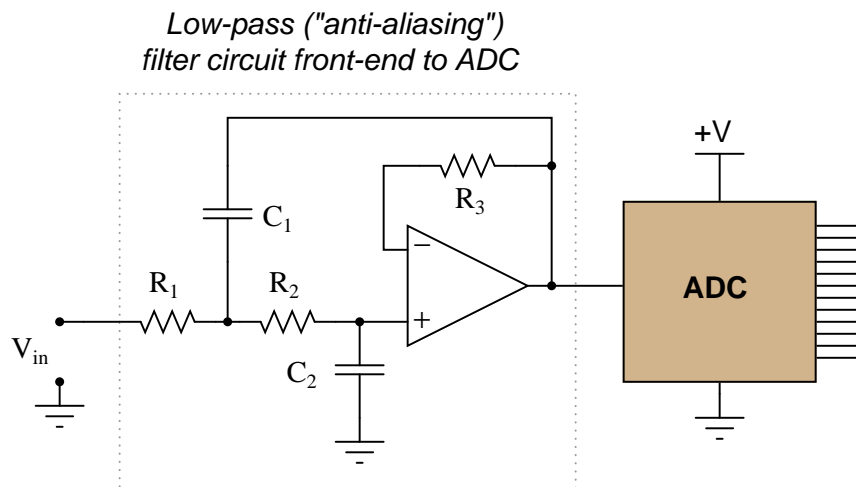 Low-pass ("anti-aliasing")
filter circuit front-end to ADC
+V
R3
C1
−
ADC
R1
R2
+
Vin
C2